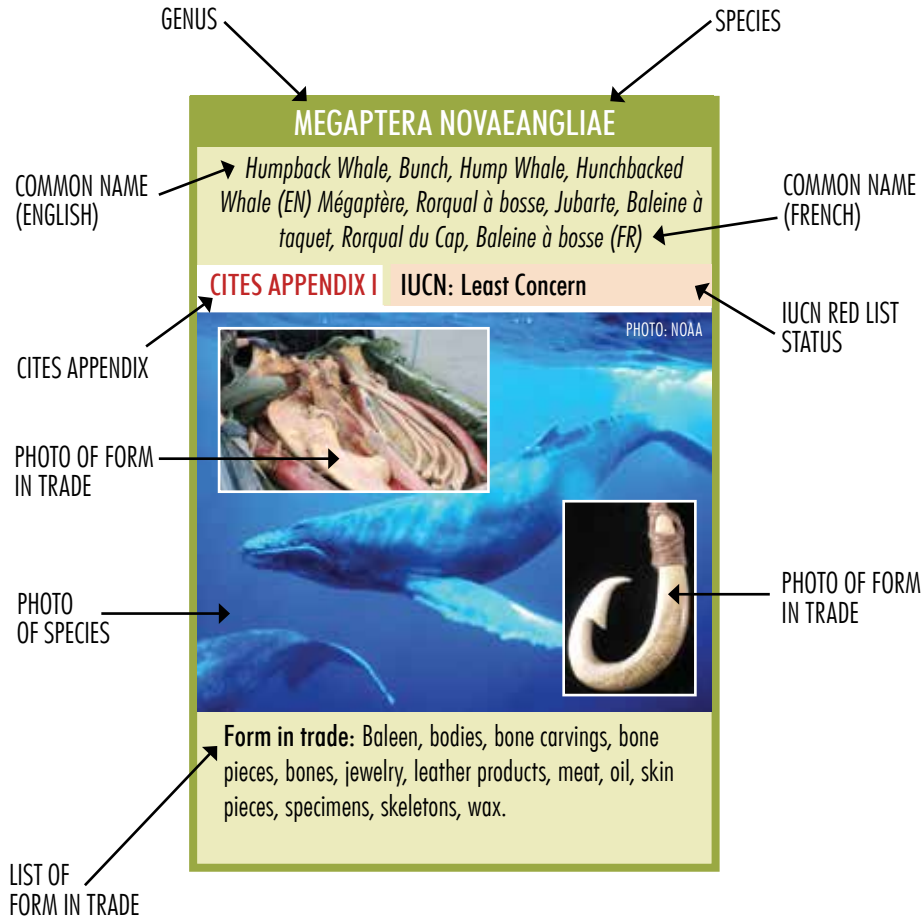 GENUS
SPECIES
MEGAPTERA NOVAEANGLIAE
COMMON NAME
(ENGLISH)
Humpback Whale, Bunch, Hump Whale, Hunchbacked
Whale (EN) Mégaptère, Rorqual à bosse, Jubarte, Baleine à
taquet, Rorqual du Cap, Baleine à bosse (FR)
COMMON NAME
(FRENCH)
CITES APPENDIX I
IUCN: Least Concern
CITES APPENDIX
IUCN RED LIST
STATUS
PHOTO: NOAA
PHOTO OF FORM
IN TRADE
PHOTO
OF SPECIES
PHOTO OF FORM
IN TRADE
Form in trade: Baleen, bodies, bone carvings, bone
pieces, bones, jewelry, leather products, meat, oil, skin
pieces, specimens, skeletons, wax.
LIST OF
FORM IN TRADE